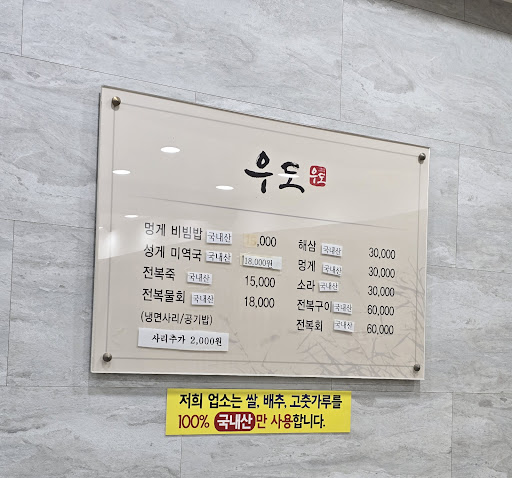 우도 우도
멍게 비빔밥 국내산 ,000
성게 미역국 국내산 18,000원
전복죽 국내산 15,000
전복물회 국내산 18,000
(냉면사리/공기밥)
사리추가 2,000원
해삼 국내산 30,000
멍게 국내산 30,000
소라 국내산 30,000
전복구이 국내산 60,000
전복회 국내산 60,000
저희 업소는 쌀, 배추, 고춧가루를
100% 국내산만 사용합니다.